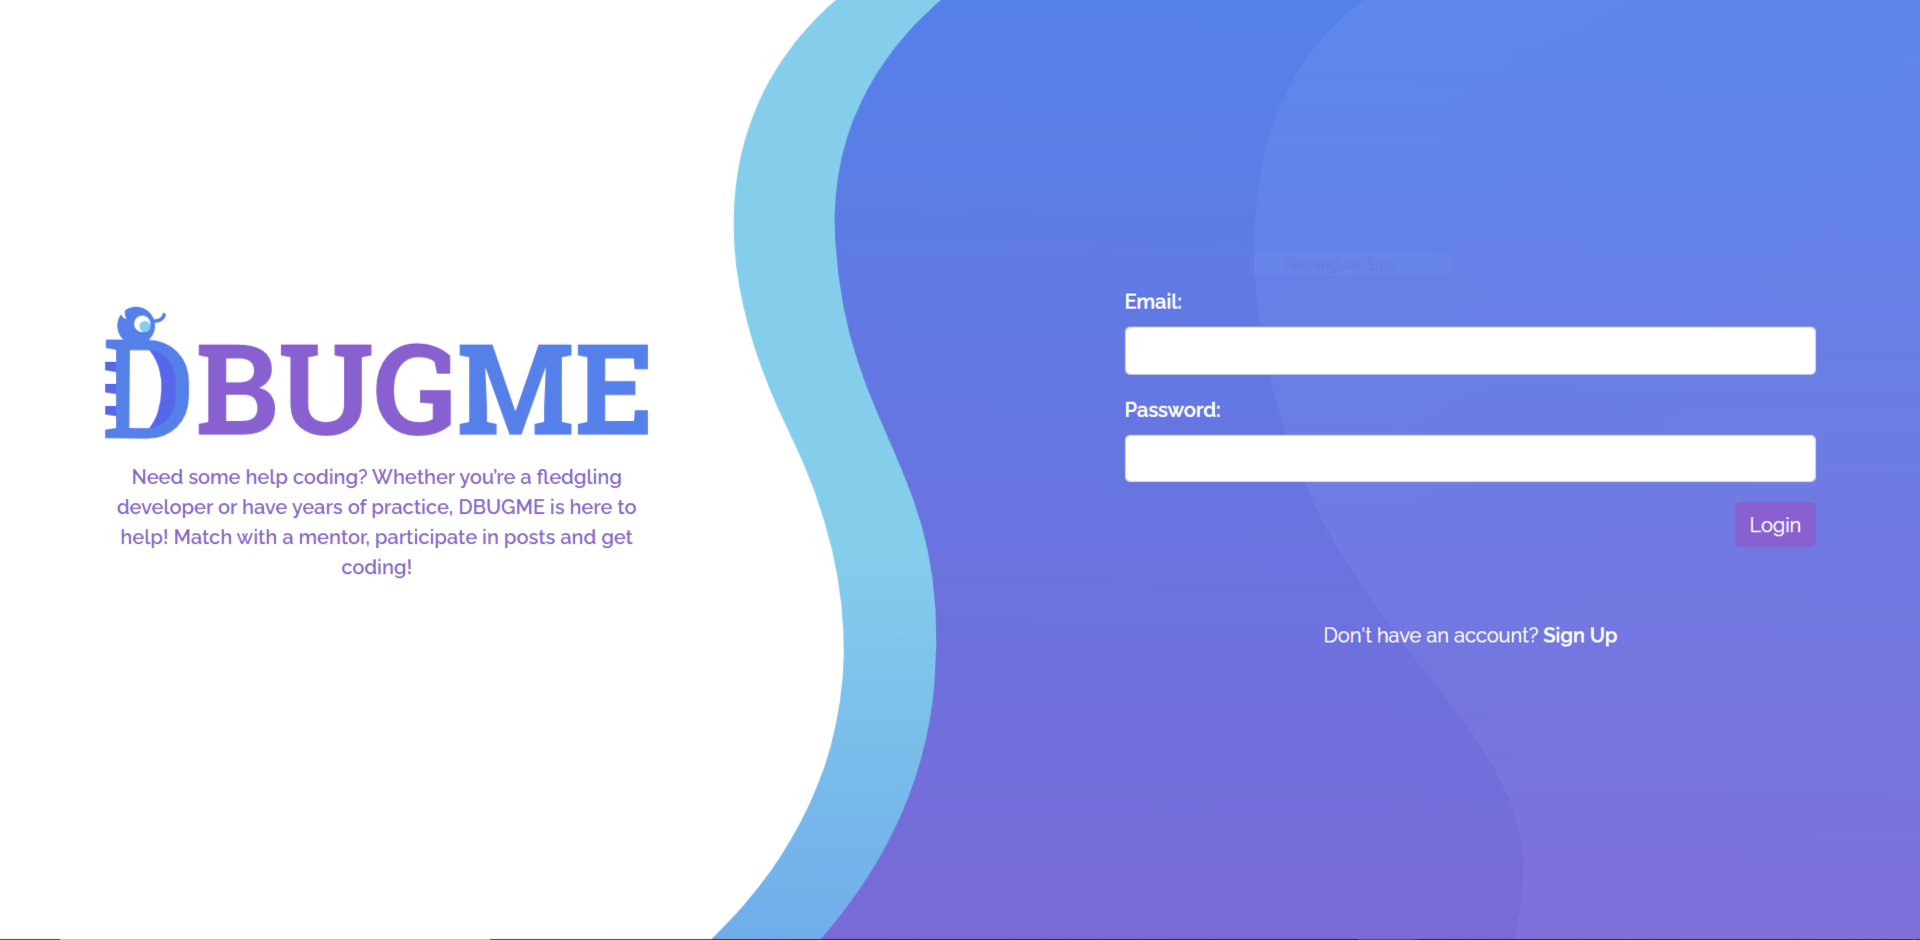 DBUGME
Need some help coding? Whether you're a fledgling
developer or have years of practice, DBUGME is here to
help! Match with a mentor, participate in posts and get
coding!
Rectangular Snip
Email:
Password:
Login
Don't have an account? Sign Up